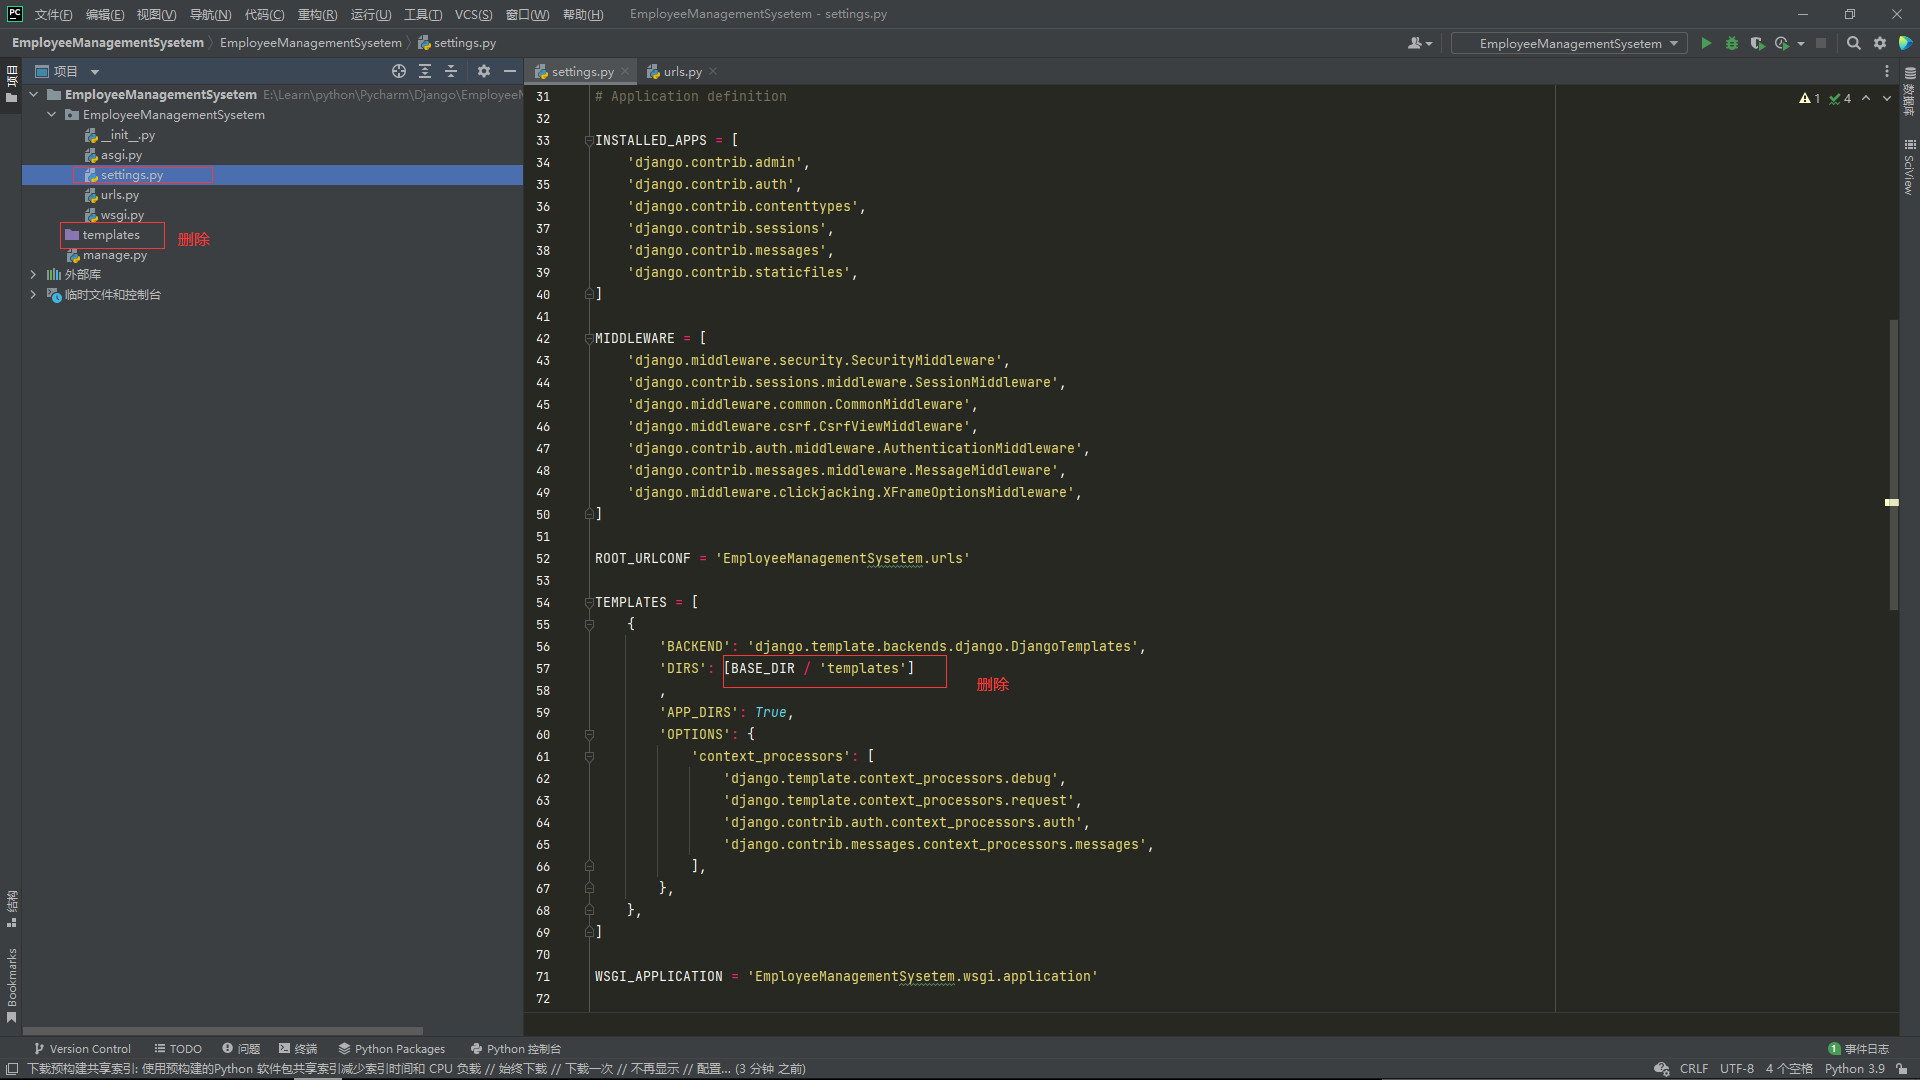 PC 文件(F) 编辑(E) 视图(V) 导航(N) 代码(C) 重构(R) 运行(U) 工具(T) VCS(S) 窗口(W) 帮助(H) EmployeeManagementSysetem - settings.py
EmployeeManagementSysetem EmployeeManagementSysetem settings.py
EmployeeManagementSysetem
项目
项目
settings.py
urls.py
EmployeeManagementSysetem E:\Learn\python\Pycharm\Django\Employee
EmployeeManagementSysetem
__init__.py
asgi.py
settings.py
urls.py
wsgi.py
templates 删除
manage.py
外部库
临时文件和控制台
31 # Application definition
32
33 INSTALLED_APPS = [
34 'django.contrib.admin',
35 'django.contrib.auth',
36 'django.contrib.contenttypes',
37 'django.contrib.sessions',
38 'django.contrib.messages',
39 'django.contrib.staticfiles',
40 ]
41
42 MIDDLEWARE = [
43 'django.middleware.security.SecurityMiddleware',
44 'django.contrib.sessions.middleware.SessionMiddleware',
45 'django.middleware.common.CommonMiddleware',
46 'django.middleware.csrf.CsrfViewMiddleware',
47 'django.contrib.auth.middleware.AuthenticationMiddleware',
48 'django.contrib.messages.middleware.MessageMiddleware',
49 'django.middleware.clickjacking.XFrameOptionsMiddleware',
50 ]
51
52 ROOT_URLCONF = 'EmployeeManagementSysetem.urls'
53
54 TEMPLATES = [
55 {
56 'BACKEND': 'django.template.backends.django.DjangoTemplates',
57 'DIRS': [BASE_DIR / 'templates'] 删除
58 ,
59 'APP_DIRS': True,
60 'OPTIONS': {
61 'context_processors': [
62 'django.template.context_processors.debug',
63 'django.template.context_processors.request',
64 'django.contrib.auth.context_processors.auth',
65 'django.contrib.messages.context_processors.messages',
66 ],
67 },
68 },
69 ]
70
71 WSGI_APPLICATION = 'EmployeeManagementSysetem.wsgi.application'
72
1 4
数据库
SciView
结构
Bookmarks
Version Control TODO 问题 终端 Python Packages Python 控制台 1 事件日志
下载预构建共享索引: 使用预构建的Python 软件包共享索引减少索引时间和 CPU 负载 // 始终下载 // 下载一次 // 不再显示 // 配置... (3 分钟 之前) CRLF UTF-8 4 个空格 Python 3.9